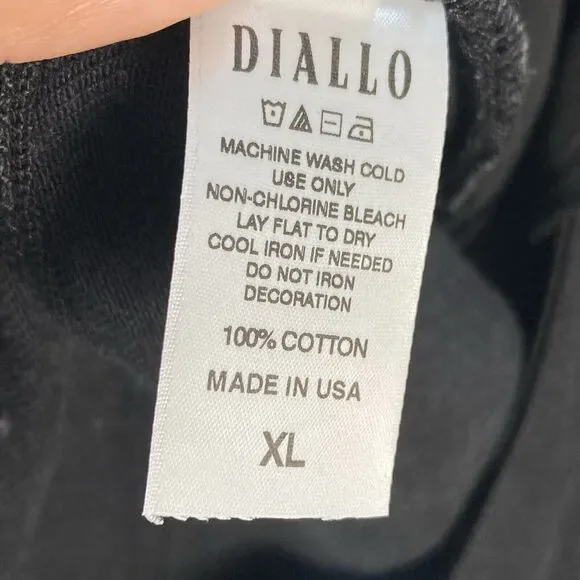 DIALLO
MACHINE WASH COLD
USE ONLY
NON-CHLORINE BLEACH
LAY FLAT TO DRY
COOL IRON IF NEEDED
DO NOT IRON
DECORATION
100% COTTON
MADE IN USA
XL